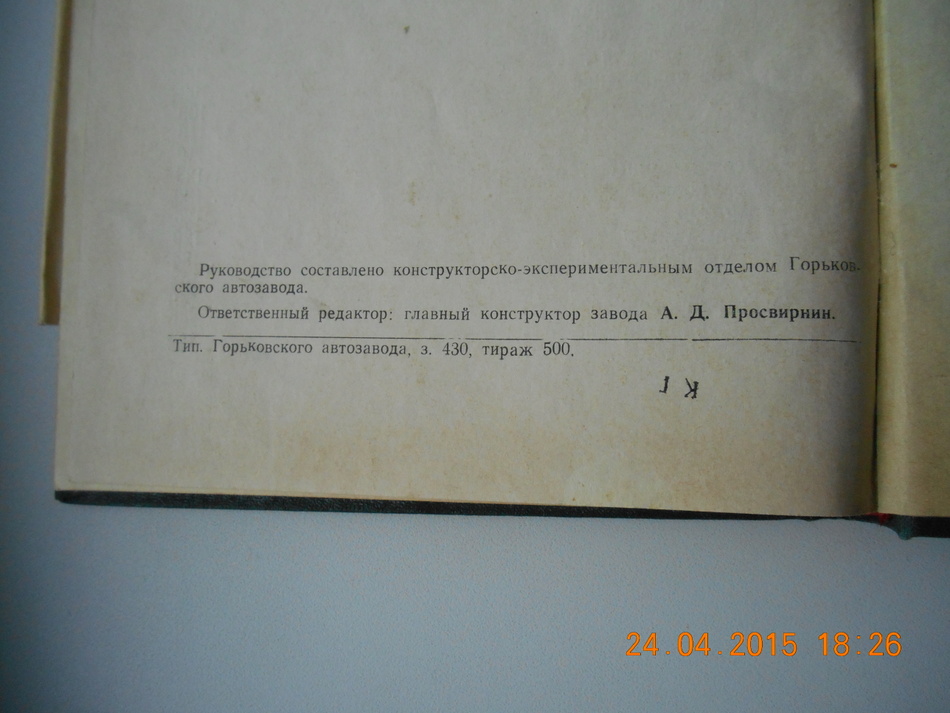 Руководство составлено конструкторско-экспериментальным отделом Горьков-
ского автозавода.
Ответственный редактор: главный конструктор завода А. Д. Просвирнин.
Тип. Горьковского автозавода, з. 430, тираж 500.
К Г
24.04.2015 18:26